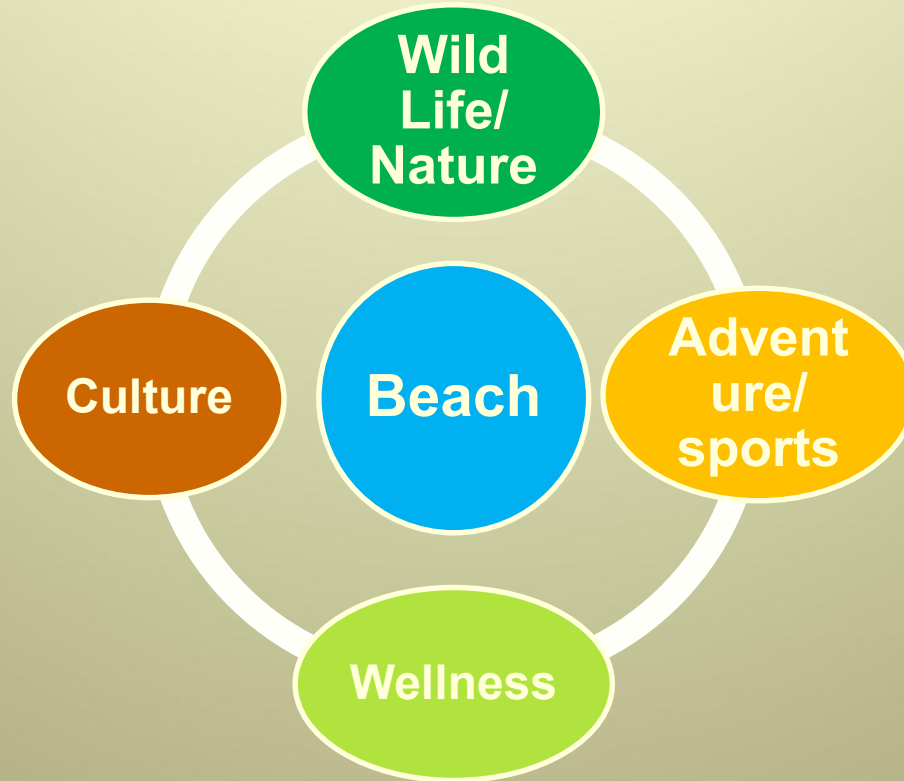 Wild
Life/
Nature
Culture
Beach
Advent
ure/
sports
Wellness